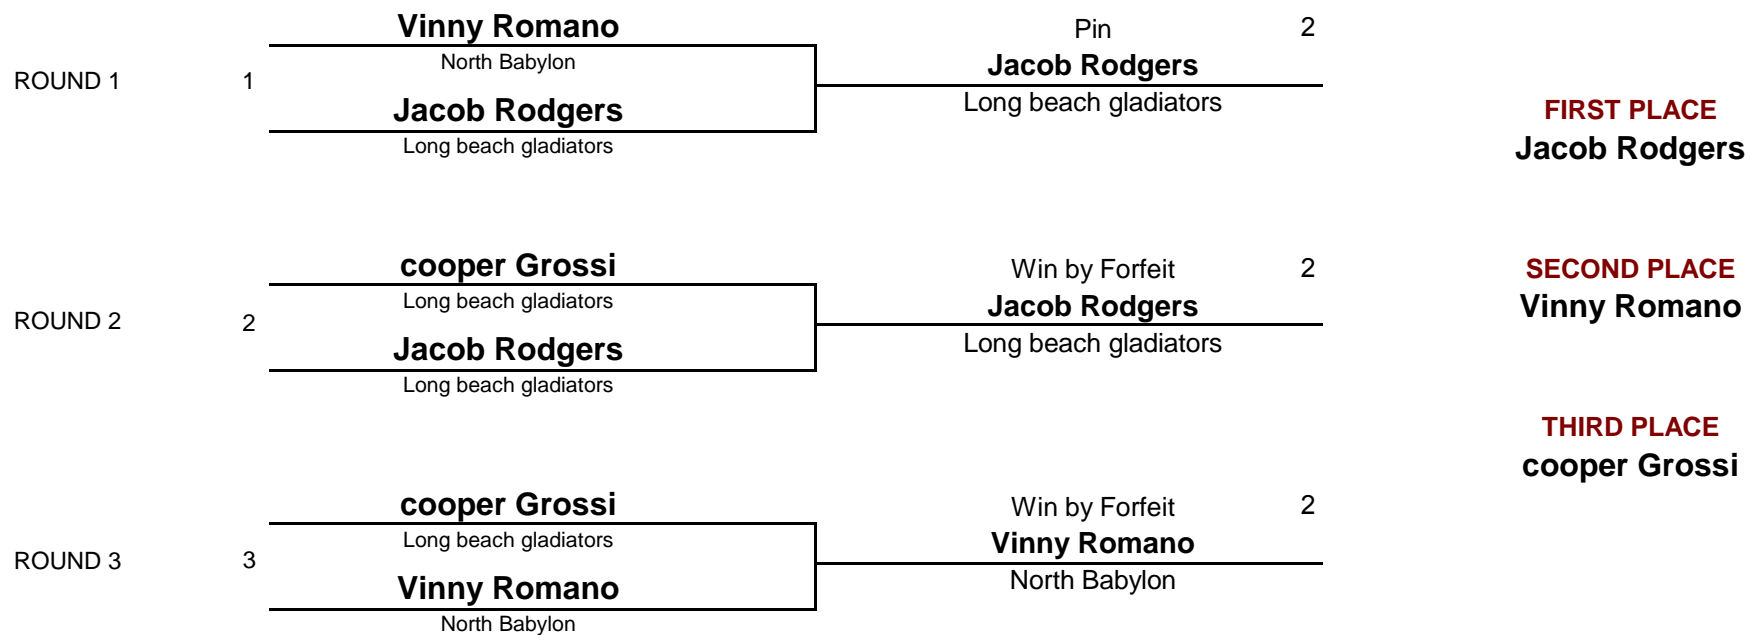 ROUND 1
1
Vinny Romano
North Babylon
Jacob Rodgers
Long beach gladiators
Pin
2
Jacob Rodgers
Long beach gladiators
ROUND 2
2
cooper Grossi
Long beach gladiators
Jacob Rodgers
Long beach gladiators
Win by Forfeit
2
Jacob Rodgers
Long beach gladiators
ROUND 3
3
cooper Grossi
Long beach gladiators
Vinny Romano
North Babylon
Win by Forfeit
2
Vinny Romano
North Babylon
FIRST PLACE
Jacob Rodgers
SECOND PLACE
Vinny Romano
THIRD PLACE
cooper Grossi